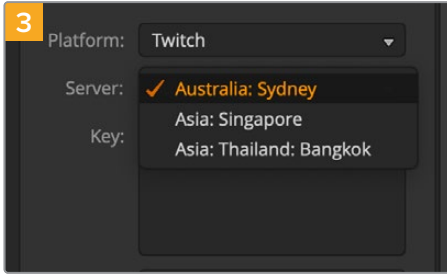 3
Platform: Twitch
Server: Australia: Sydney
Asia: Singapore
Key:
Asia: Thailand: Bangkok